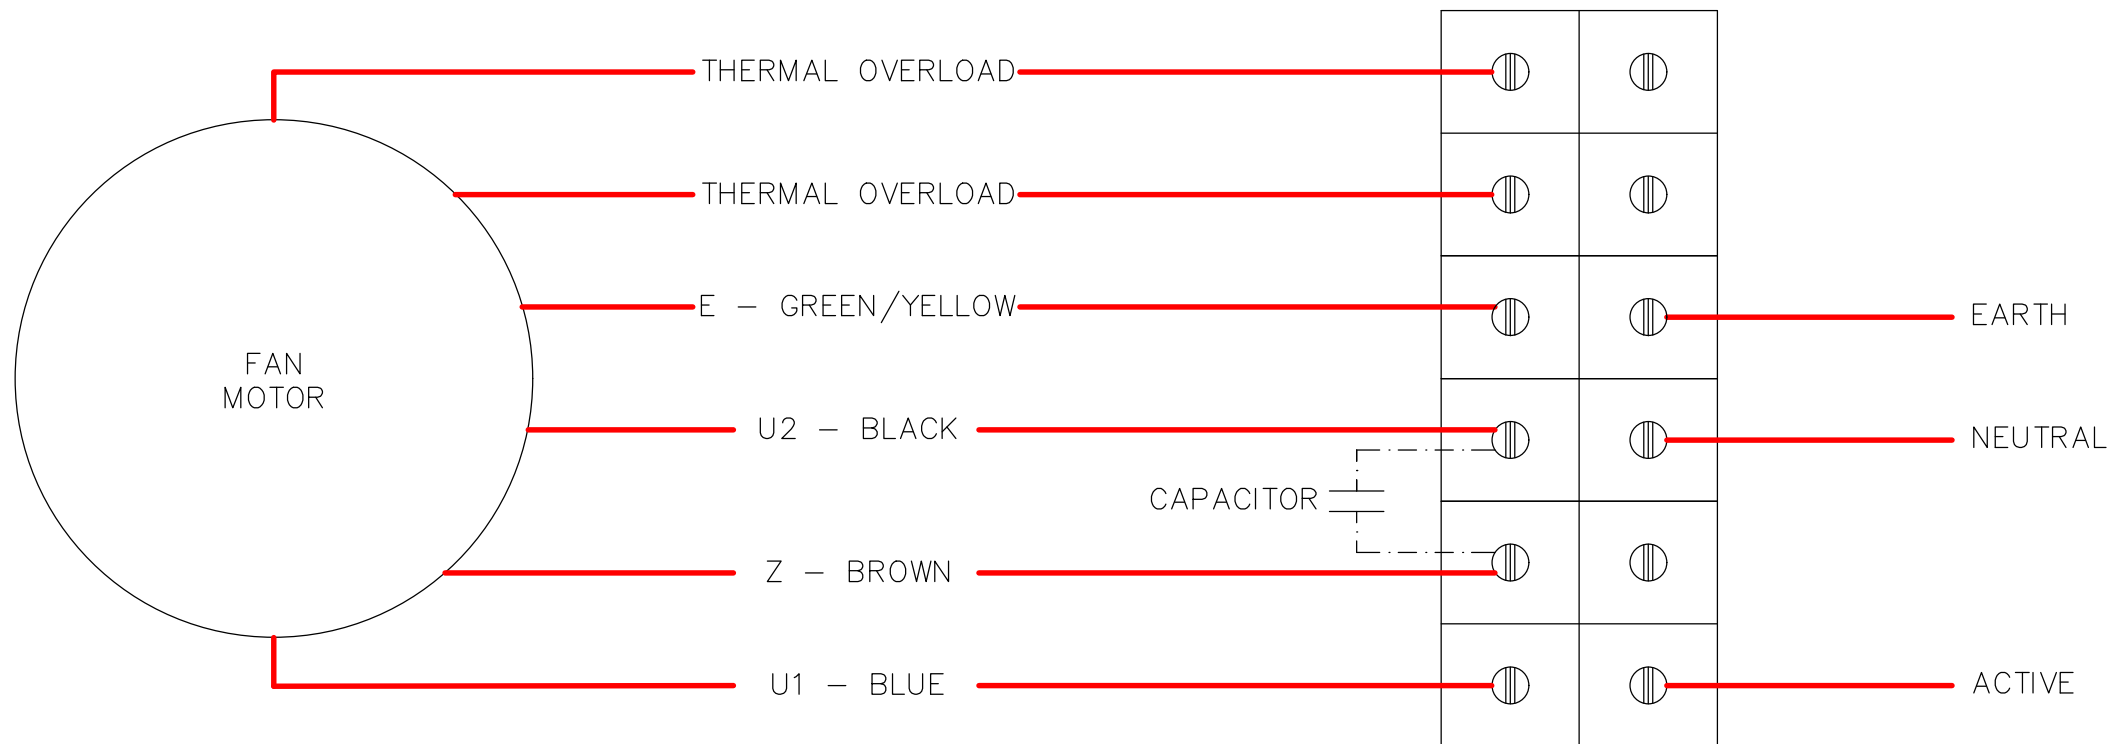 THERMAL OVERLOAD
THERMAL OVERLOAD
E - GREEN/YELLOW
EARTH
FAN
MOTOR
U2 - BLACK
NEUTRAL
CAPACITOR
Z - BROWN
U1 - BLUE
ACTIVE